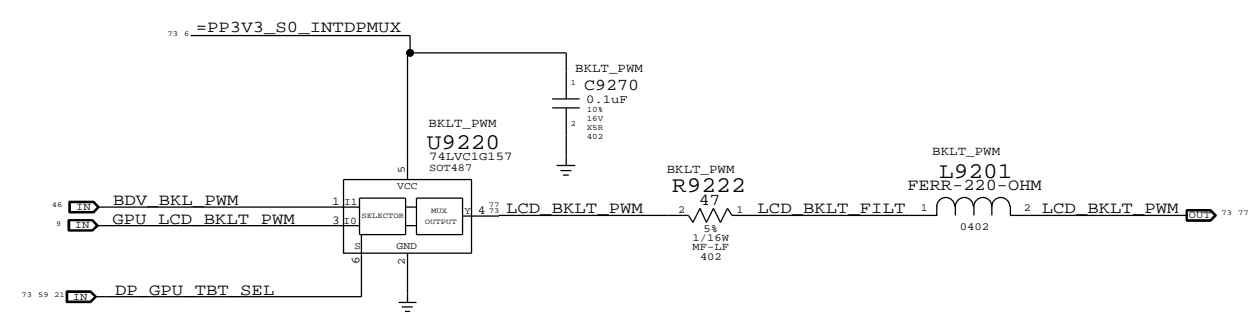 73 6 =PP3V3_S0_INTDPMUX
BKLT_PWM
1 C9270
0.1uF
10%
16V
2 X5R
402
BKLT_PWM
U9220
74LVC1G157
SOT487
5
VCC
46 IN BDV_BKL_PWM 1 I1
9 IN GPU_LCD_BKLT_PWM 3 I0
SELECTOR
MUX
OUTPUT
Y 4 77
73 LCD_BKLT_PWM
S GND
6 2
73 59 21 IN DP_GPU_TBT_SEL
BKLT_PWM
R9222
47
2 1
5%
1/16W
MF-LF
402
LCD_BKLT_FILT
BKLT_PWM
L9201
FERR-220-OHM
1 2
0402
LCD_BKLT_PWM OUT 73 77